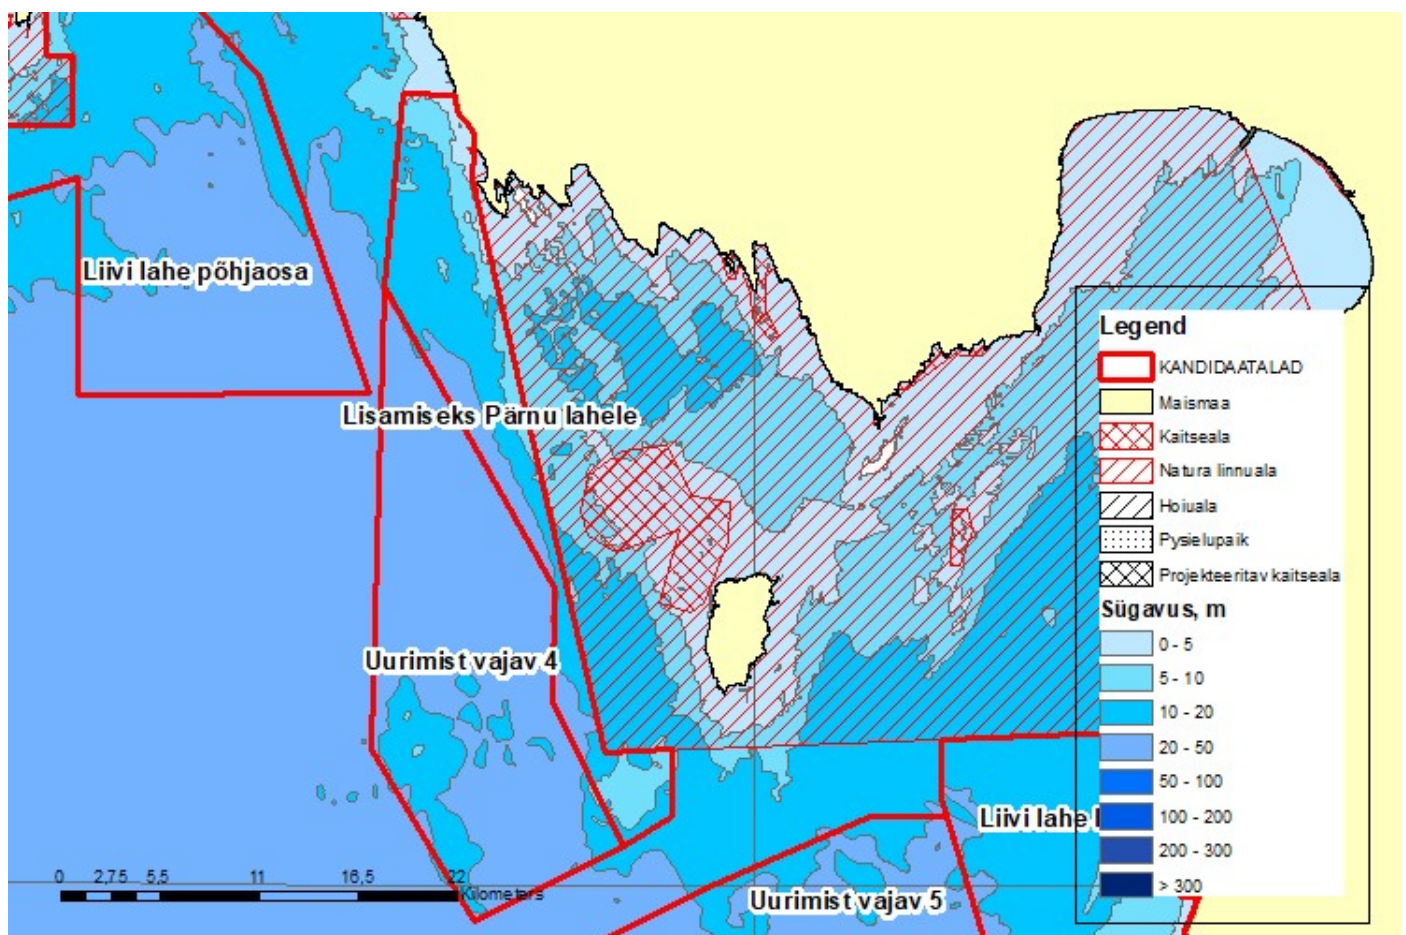 Liivi lahe põhjaosa
Lisamiseks Pärnu lahele
Uurimist vajav 4
Liivi lahe
Uurimist vajav 5
0 2,75 5,5 11 16,5 22
Kilometers
Legend
KANDIDAATALAD
Maismaa
Kaitseala
Natura linnuala
Hoiuala
Pysielupaik
Projekteeritav kaitseala
Sügavus, m
0 - 5
5 - 10
10 - 20
20 - 50
50 - 100
100 - 200
200 - 300
> 300